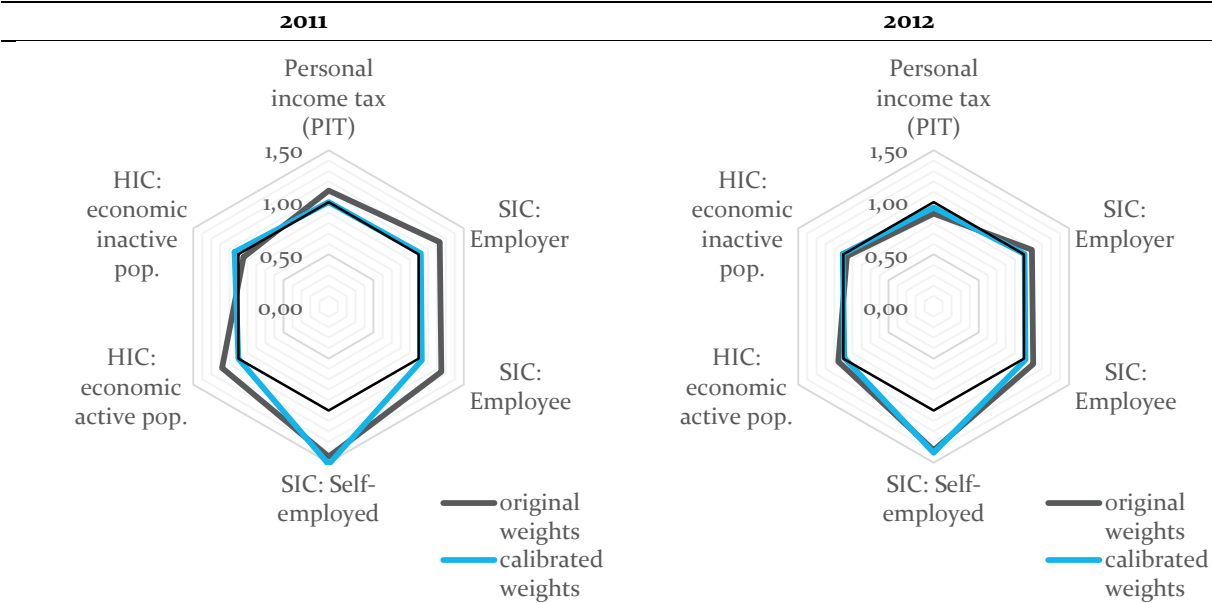 2011
Personal
income tax
(PIT)
1,50
1,00
0,50
0,00
SIC:
Employer
SIC:
Employee
SIC: Self-
employed
HIC:
economic
active pop.
HIC:
economic
inactive
pop.
original
weights
calibrated
weights
2012
Personal
income tax
(PIT)
1,50
1,00
0,50
0,00
SIC:
Employer
SIC:
Employee
SIC: Self-
employed
HIC:
economic
active pop.
HIC:
economic
inactive
pop.
original
weights
calibrated
weights